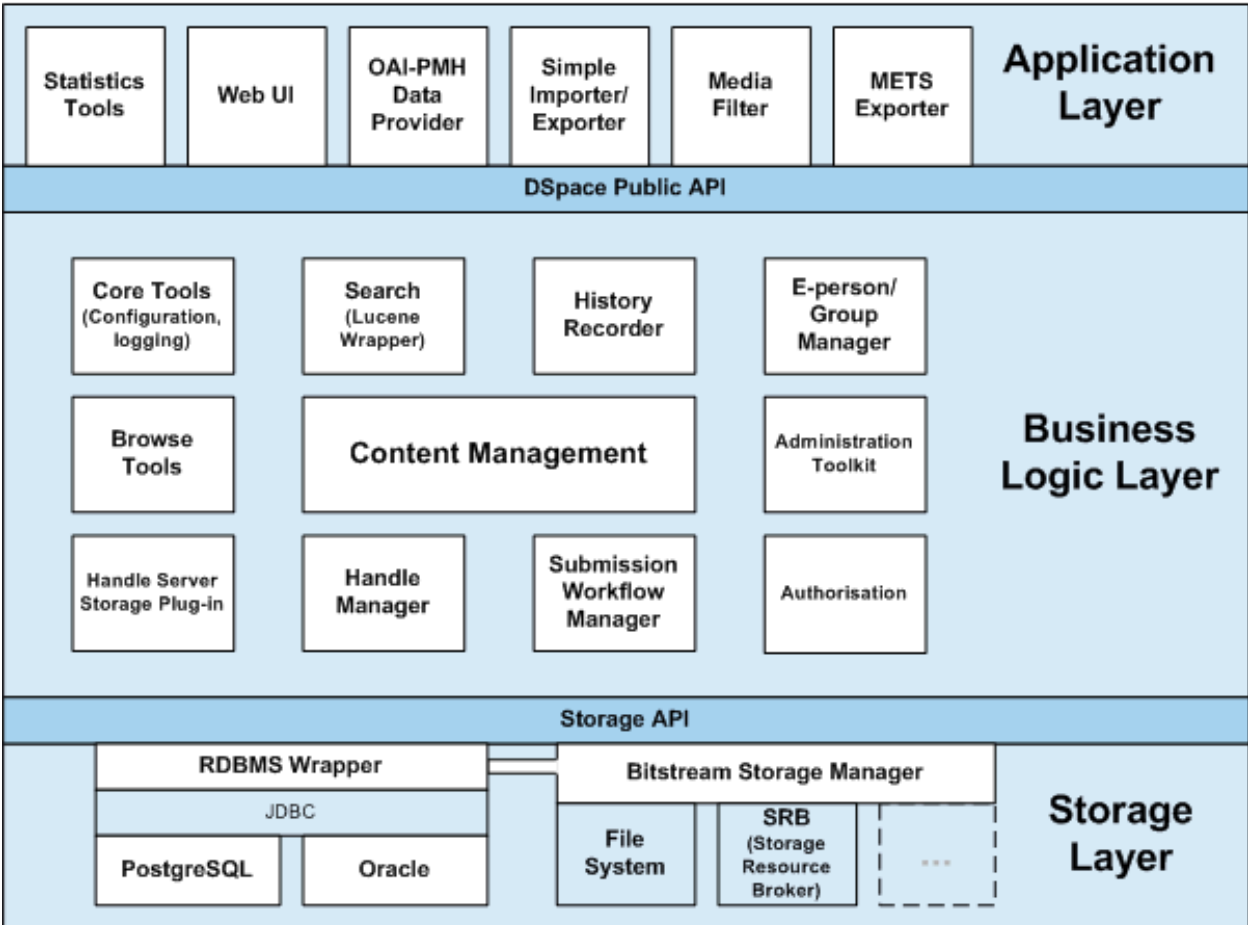 Statistics
Tools
Web UI
OAI-PMH
Data
Provider
Simple
Importer/
Exporter
Media
Filter
METS
Exporter
Application
Layer
DSpace Public API
Core Tools
(Configuration,
logging)
Search
(Lucene
Wrapper)
History
Recorder
E-person/
Group
Manager
Browse
Tools
Content Management
Administration
Toolkit
Business
Logic Layer
Handle Server
Storage Plug-in
Handle
Manager
Submission
Workflow
Manager
Authorisation
Storage API
RDBMS Wrapper
JDBC
PostgreSQL
Oracle
Bitstream Storage Manager
File
System
SRB
(Storage
Resource
Broker)
...
Storage
Layer